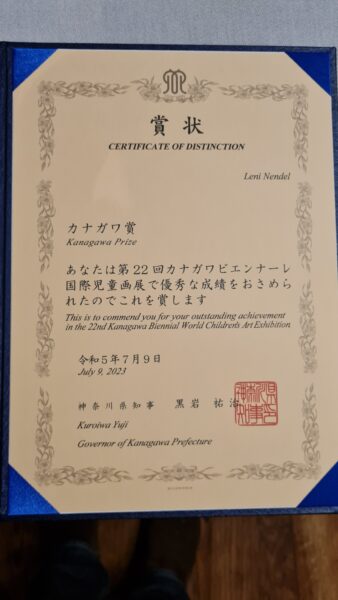 賞状
CERTIFICATE OF DISTINCTION
Leni Nendel
カナガワ賞
Kanagawa Prize
あなたは第22回カナガワビエンナーレ
国際児童画展で優秀な成績をおさめら
れたのでこれを賞します
This is to commend you for your outstanding achievement
in the 22nd Kanagawa Biennial World Children's Art Exhibition
令和5年7月9日
July 9, 2023
神奈川県知事 黒岩 祐治
Kuroiwa Yuji
Governor of Kanagawa Prefecture